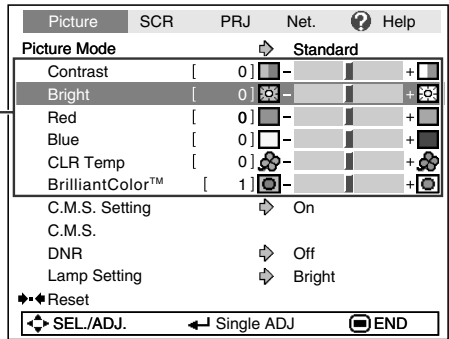 Picture SCR PRJ Net. ? Help
Picture Mode Standard
Contrast [ 0 ] – +
Bright [ 0 ] – +
Red [ 0 ] – +
Blue [ 0 ] – +
CLR Temp [ 0 ] – +
BrilliantColor™ [ 1 ] – +
C.M.S. Setting On
C.M.S.
DNR Off
Lamp Setting Bright
Reset
SEL./ADJ. Single ADJ END